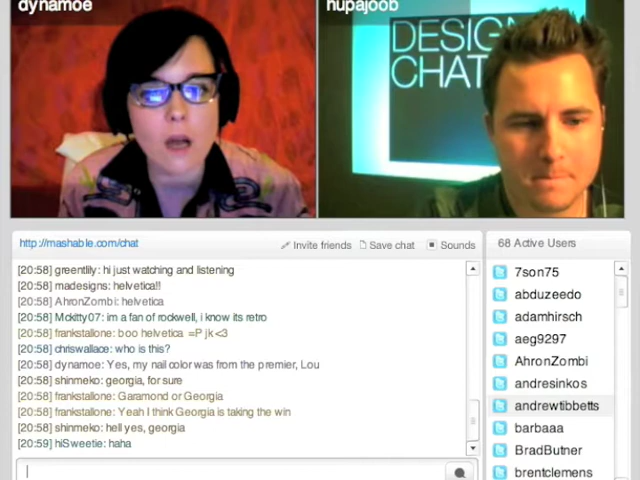 dynamoe
hupajoob
DESIGN
CHAT
http://mashable.com/chat
Invite friends
Save chat
Sounds
68 Active Users
[20:58] greentlily: hi just watching and listening
[20:58] madesigns: helvetica!!
[20:58] AhronZombi: helvetica
[20:58] Mckitty07: im a fan of rockwell, i know its retro
[20:58] frankstallone: boo helvetica =P jk<3
[20:58] chriswallace: who is this?
[20:58] dynamoe: Yes, my nail color was from the premier, Lou
[20:58] shinmeko: georgia, for sure
[20:58] frankstallone: Garamond or Georgia
[20:58] frankstallone: Yeah I think Georgia is taking the win
[20:58] shinmeko: hell yes, georgia
[20:59] hiSweetie: haha
7son75
abduzeedo
adamhirsch
aeg9297
AhronZombi
andresinkos
andrewtibbetts
barbaaa
BradButner
brentclemens